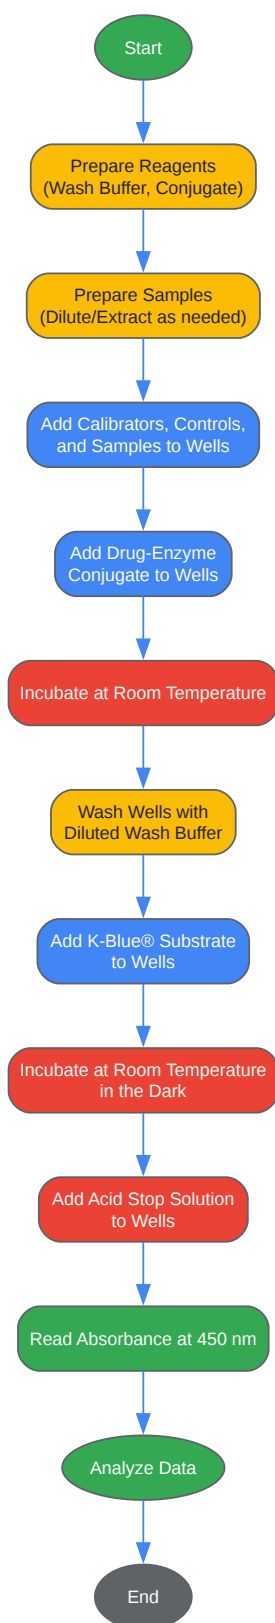 Start
Prepare Reagents
(Wash Buffer, Conjugate)
Prepare Samples
(Dilute/Extract as needed)
Add Calibrators, Controls,
and Samples to Wells
Add Drug-Enzyme
Conjugate to Wells
Incubate at Room Temperature
Wash Wells with
Diluted Wash Buffer
Add K-Blue® Substrate
to Wells
Incubate at Room Temperature
in the Dark
Add Acid Stop Solution
to Wells
Read Absorbance at 450 nm
Analyze Data
End